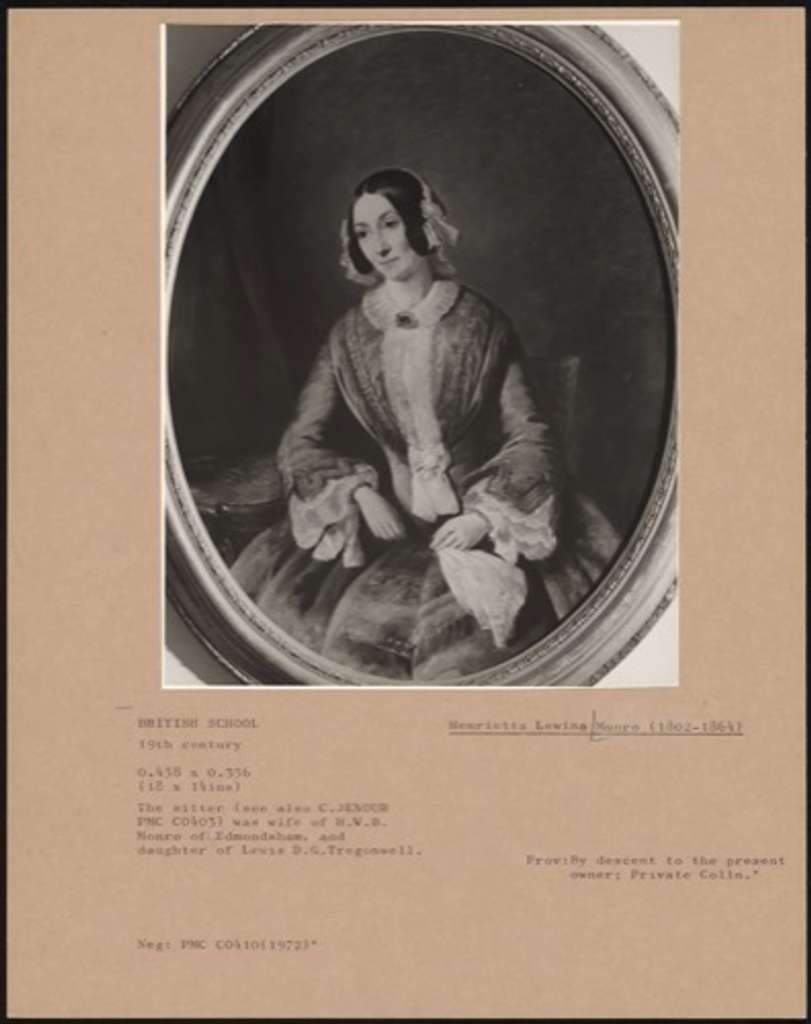 BRITISH SCHOOL
19th century
0.458 x 0.356
(18 x 14ins)
The sitter (see also C.JENOUR
PMC CO403) was wife of H.W.B.
Monro of Edmondsham, and
daughter of Lewis D.G.Tregonwell.
Henrietta Lewina Monro (1802-1864)
Prov:By descent to the present
owner; Private Colln."
Neg: PMC CO410(1972)"